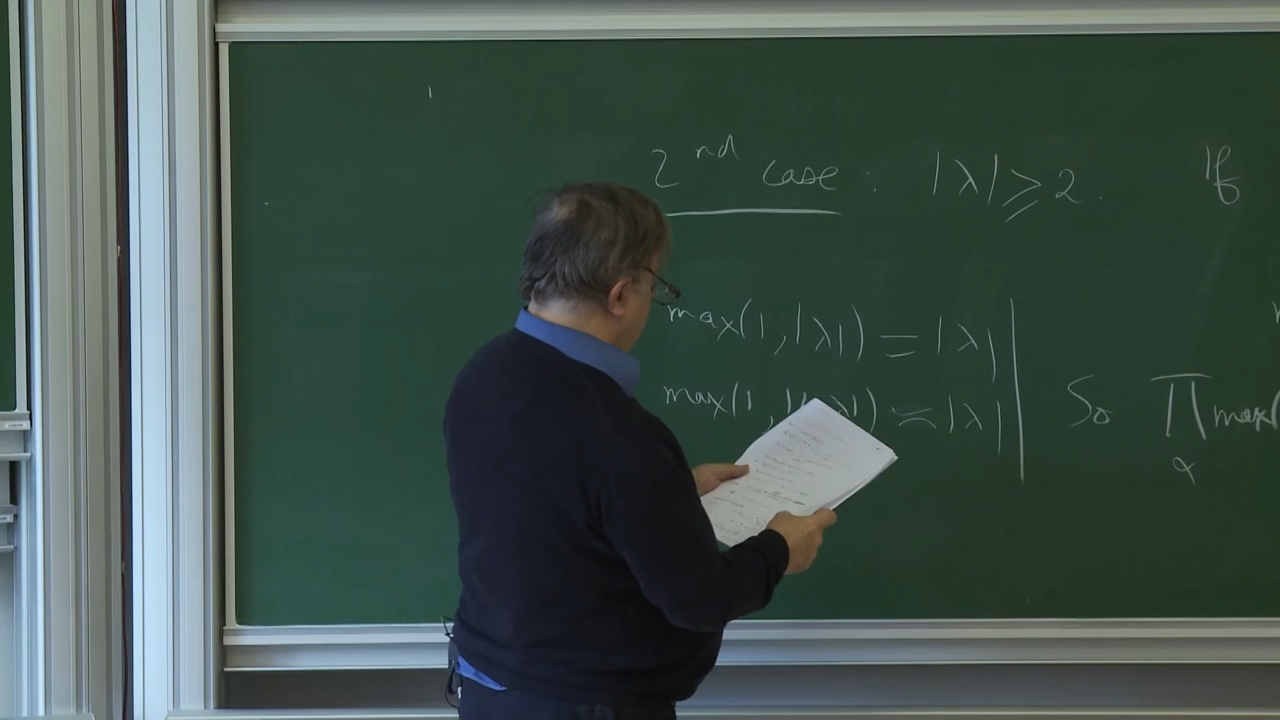 2nd case : |λ| ⩾ 2. If
max(1, |λ|) = |λ|
max(1, |λ|) ≍ |λ| So ∏ max(
α